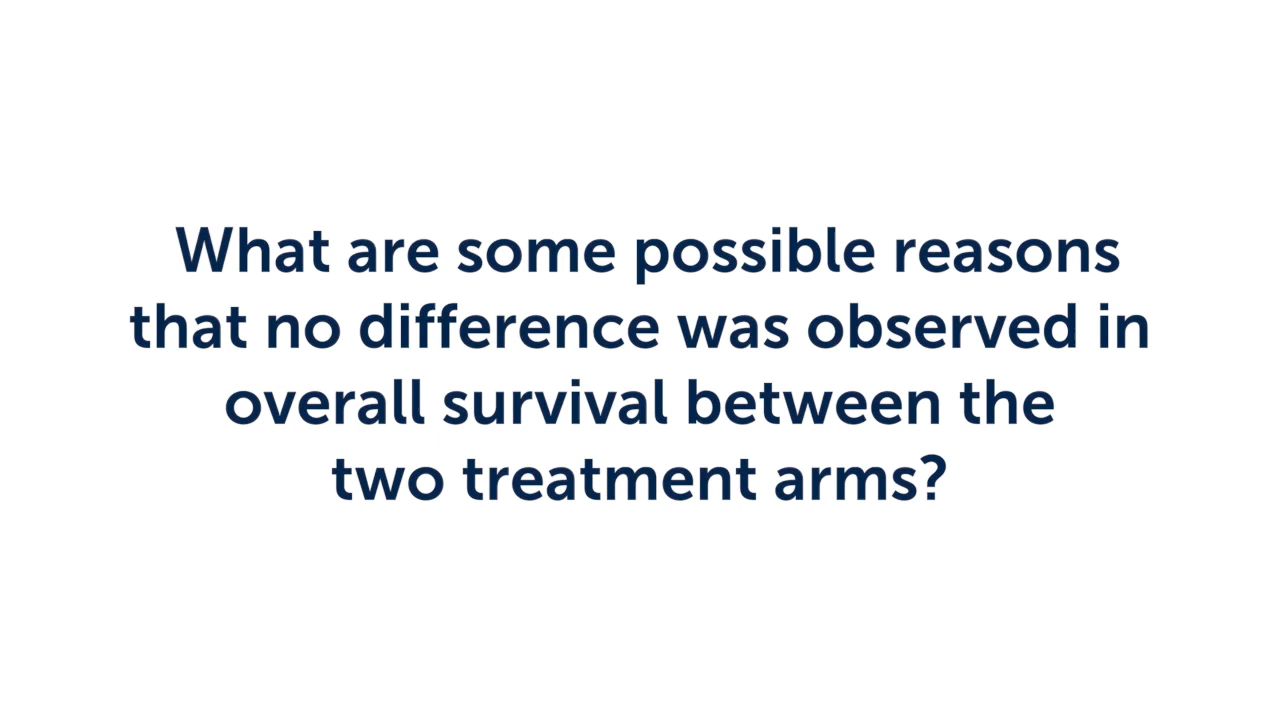 What are some possible reasons
that no difference was observed in
overall survival between the
two treatment arms?